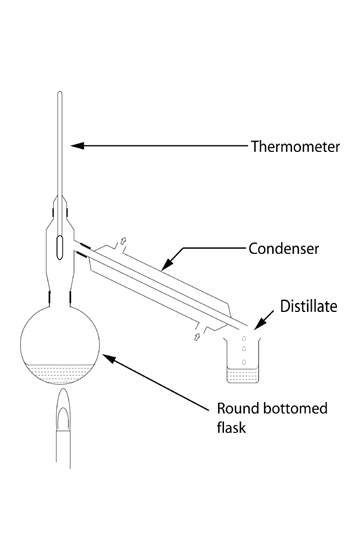 Thermometer
Condenser
Distillate
Round bottomed
flask